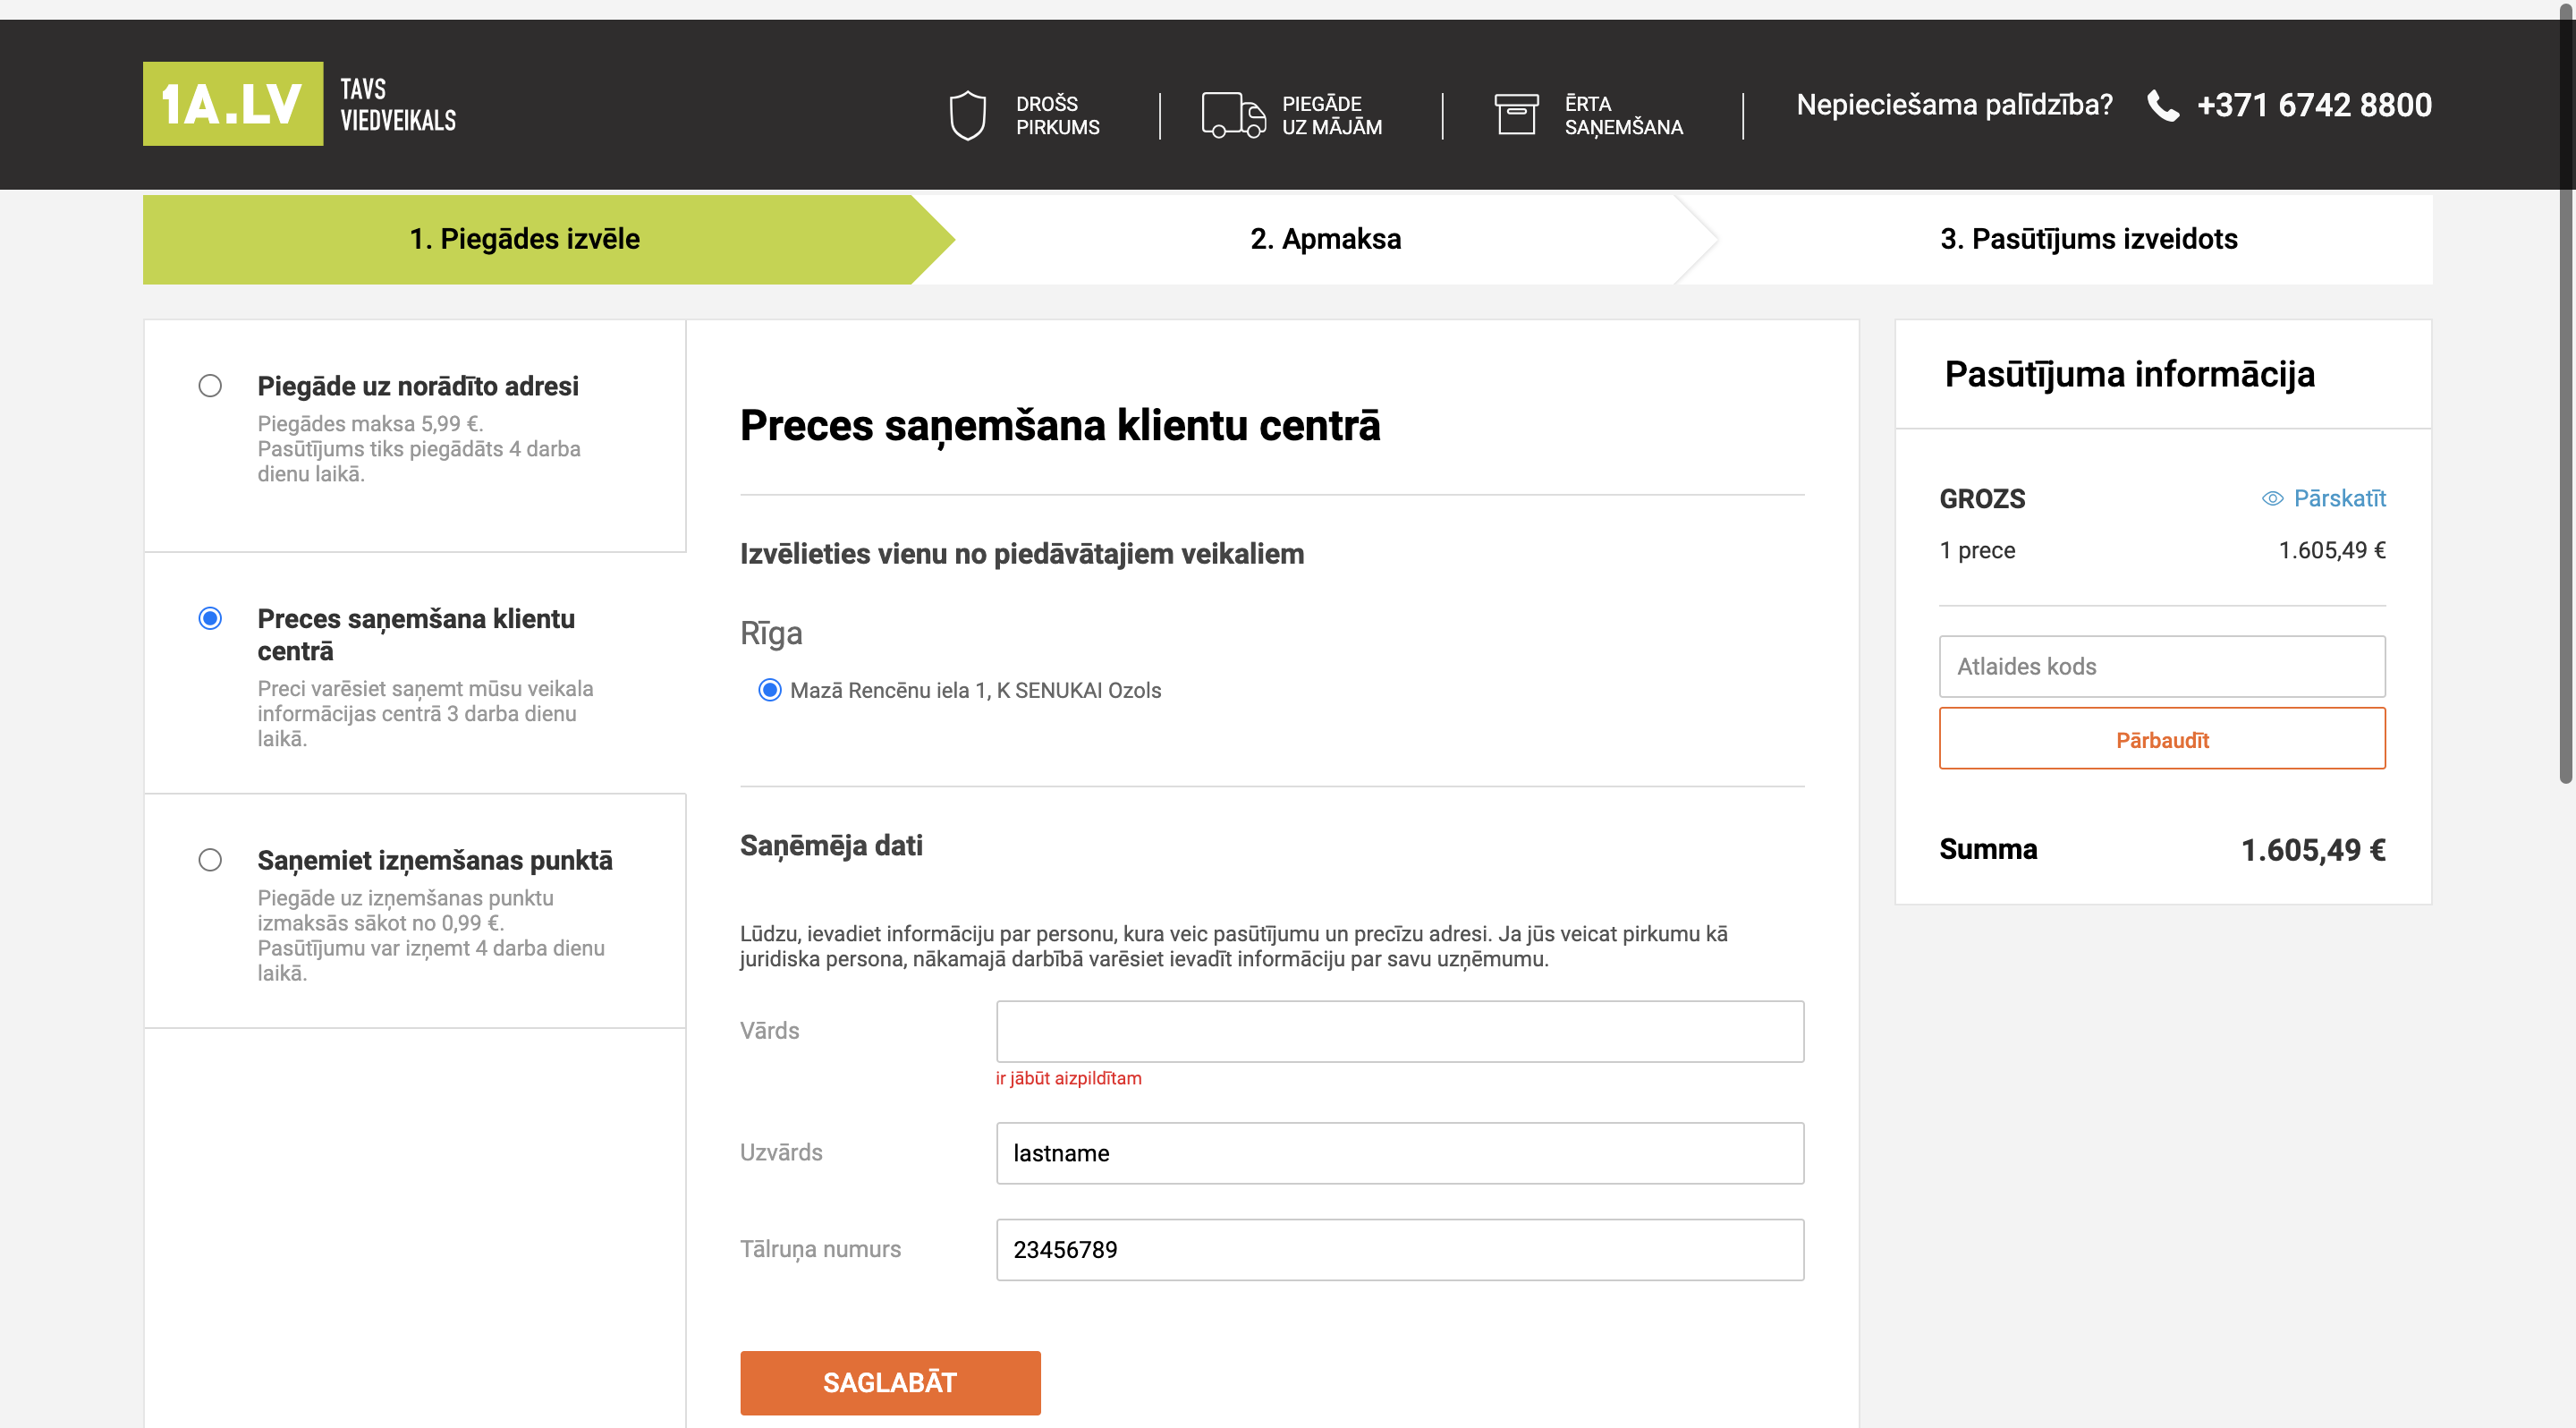 1A.LV
TAVS
VIEDVEIKALS
DROŠS
PIRKUMS
PIEGĀDE
UZ MĀJĀM
ĒRTA
SAŅEMŠANA
Nepieciešama palīdzība?
+371 6742 8800
1. Piegādes izvēle
2. Apmaksa
3. Pasūtījums izveidots
Piegāde uz norādīto adresi
Piegādes maksa 5,99 €.
Pasūtījums tiks piegādāts 4 darba
dienu laikā.
Preces saņemšana klientu
centrā
Preci varēsiet saņemt mūsu veikala
informācijas centrā 3 darba dienu
laikā.
Saņemiet izņemšanas punktā
Piegāde uz izņemšanas punktu
izmaksās sākot no 0,99 €.
Pasūtījumu var izņemt 4 darba dienu
laikā.
Preces saņemšana klientu centrā
Izvēlieties vienu no piedāvātajiem veikaliem
Rīga
Mazā Rencēnu iela 1, K SENUKAI Ozols
Saņēmēja dati
Lūdzu, ievadiet informāciju par personu, kura veic pasūtījumu un precīzu adresi. Ja jūs veicat pirkumu kā
juridiska persona, nākamajā darbībā varēsiet ievadīt informāciju par savu uzņēmumu.
Vārds
ir jābūt aizpildītam
Uzvārds
lastname
Tālruņa numurs
23456789
SAGLABĀT
Pasūtījuma informācija
GROZS
Pārskatīt
1 prece
1.605,49 €
Atlaides kods
Pārbaudīt
Summa
1.605,49 €